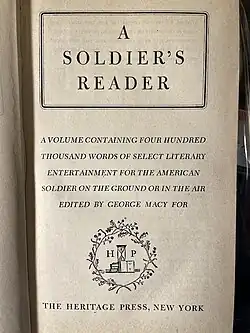 A
SOLDIER'S
READER
A VOLUME CONTAINING FOUR HUNDRED
THOUSAND WORDS OF SELECT LITERARY
ENTERTAINMENT FOR THE AMERICAN
SOLDIER ON THE GROUND OR IN THE AIR
EDITED BY GEORGE MACY FOR
H P
THE HERITAGE PRESS, NEW YORK